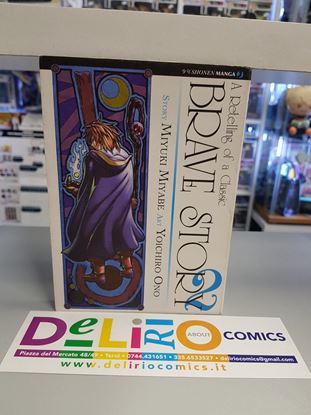 SHONEN MANGA
A Retelling of a Classic
BRAVE STORY
2
STORY MIYUKI MIYABE ART YOICHIRO ONO
DELIRIO ABOUT COMICS
Piazza del Mercato 48/49 • Terni • 0744.431651 • 335.6533527 • deliriocomics@gmail.com
www.deliriocomics.it